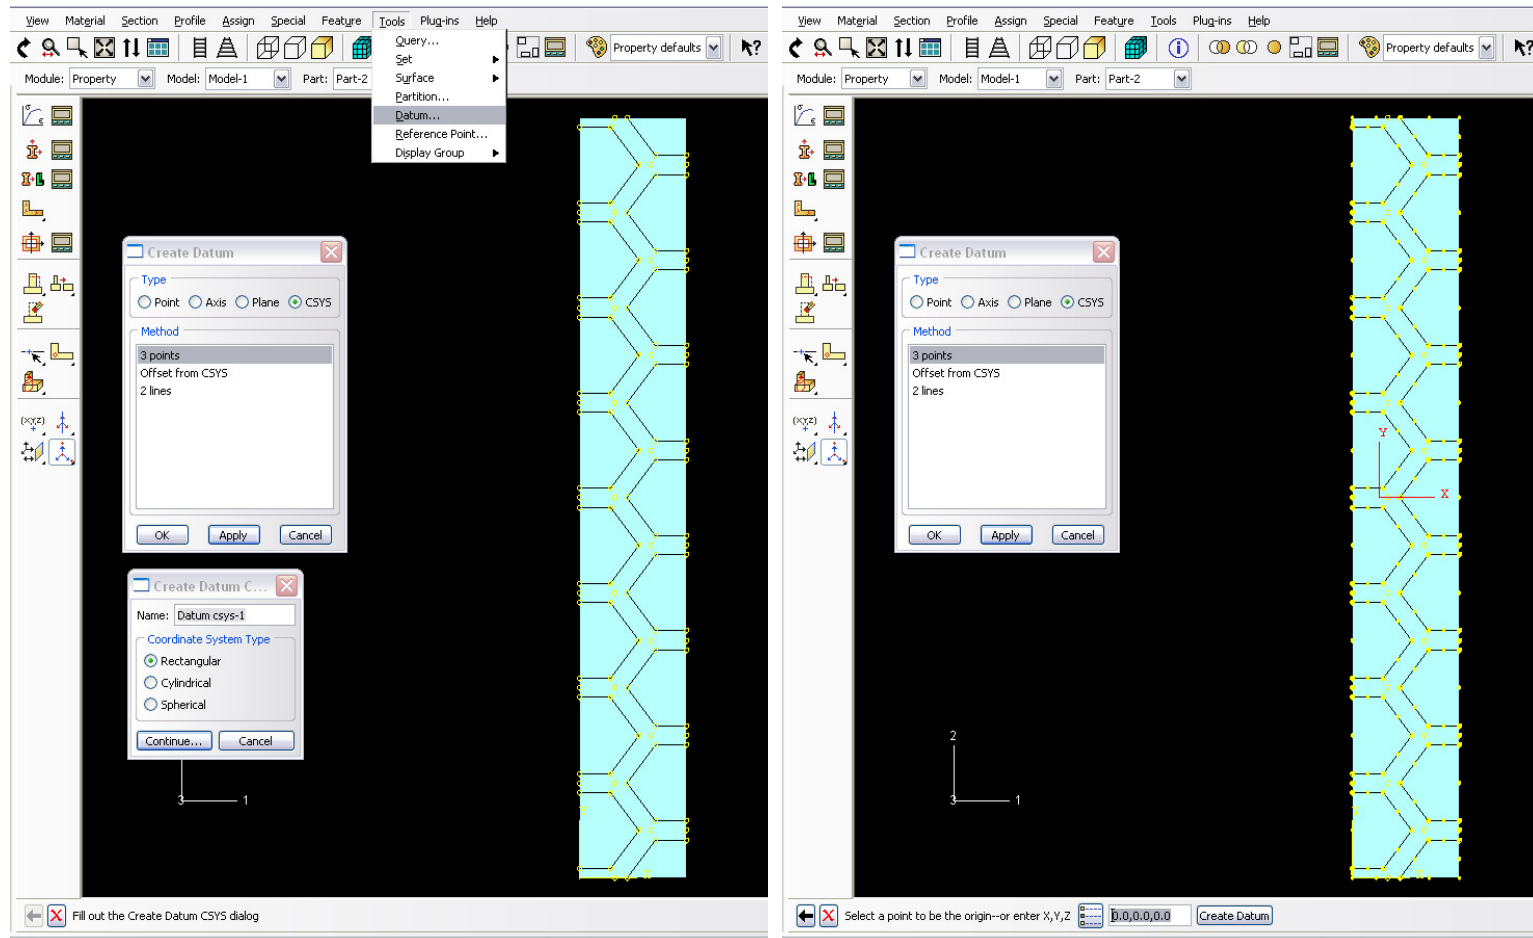 View Material Section Profile Assign Special Feature Tools Plug-ins Help
Property defaults
Module: Property Model: Model-1 Part: Part-2
Query...
Set
Surface
Partition...
Datum...
Reference Point...
Display Group
Create Datum
Type
Point Axis Plane CSYS
Method
3 points
Offset from CSYS
2 lines
OK Apply Cancel
Create Datum C...
Name: Datum csys-1
Coordinate System Type
Rectangular
Cylindrical
Spherical
Continue... Cancel
3 1
(XYZ)
Y
X
Fill out the Create Datum CSYS dialog
View Material Section Profile Assign Special Feature Tools Plug-ins Help
Property defaults
Module: Property Model: Model-1 Part: Part-2
Create Datum
Type
Point Axis Plane CSYS
Method
3 points
Offset from CSYS
2 lines
OK Apply Cancel
(XYZ)
Y
X
2
3 1
Y
X
Select a point to be the origin--or enter X,Y,Z 0.0,0.0,0.0 Create Datum